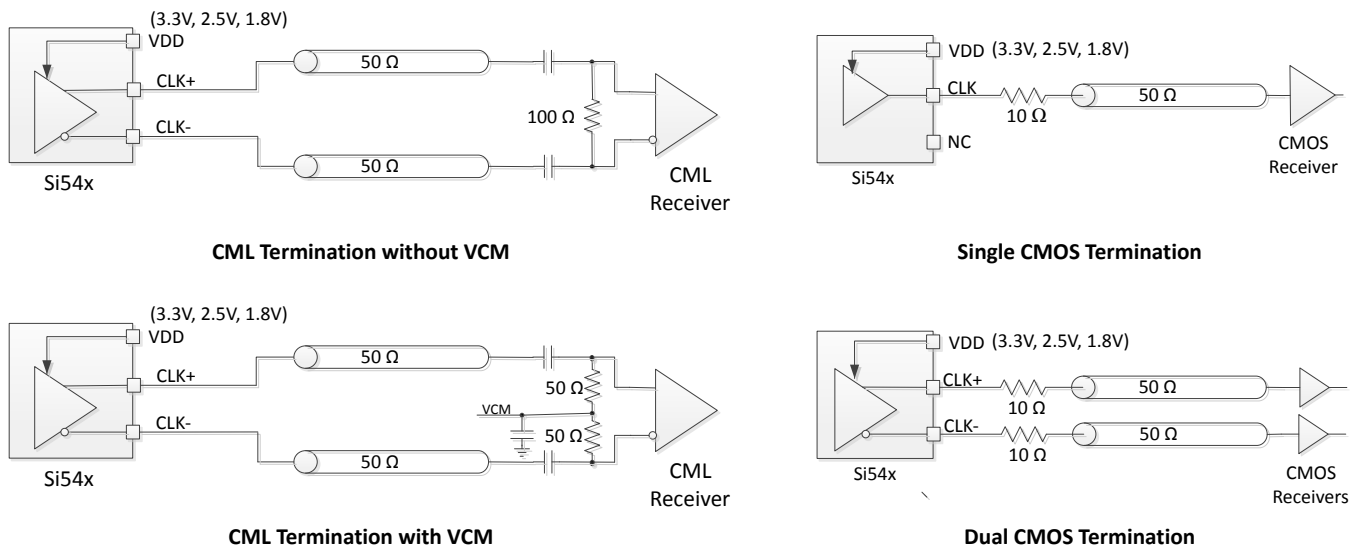 (3.3V, 2.5V, 1.8V)
VDD
CLK+
CLK-
Si54x
50 Ω
50 Ω
100 Ω
CML
Receiver
CML Termination without VCM
VDD (3.3V, 2.5V, 1.8V)
CLK
NC
Si54x
10 Ω
50 Ω
CMOS
Receiver
Single CMOS Termination
(3.3V, 2.5V, 1.8V)
VDD
CLK+
CLK-
Si54x
50 Ω
50 Ω
50 Ω
VCM
50 Ω
CML
Receiver
CML Termination with VCM
VDD (3.3V, 2.5V, 1.8V)
CLK+
CLK-
Si54x
10 Ω
50 Ω
10 Ω
50 Ω
CMOS
Receivers
Dual CMOS Termination